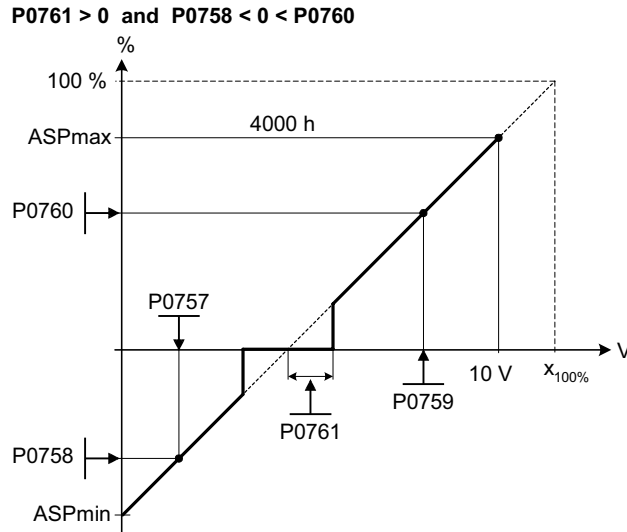 P0761 > 0 and P0758 < 0 < P0760
%
100 %
4000 h
ASPmax
P0760
P0757
V
10 V
x100%
P0759
P0761
P0758
ASPmin